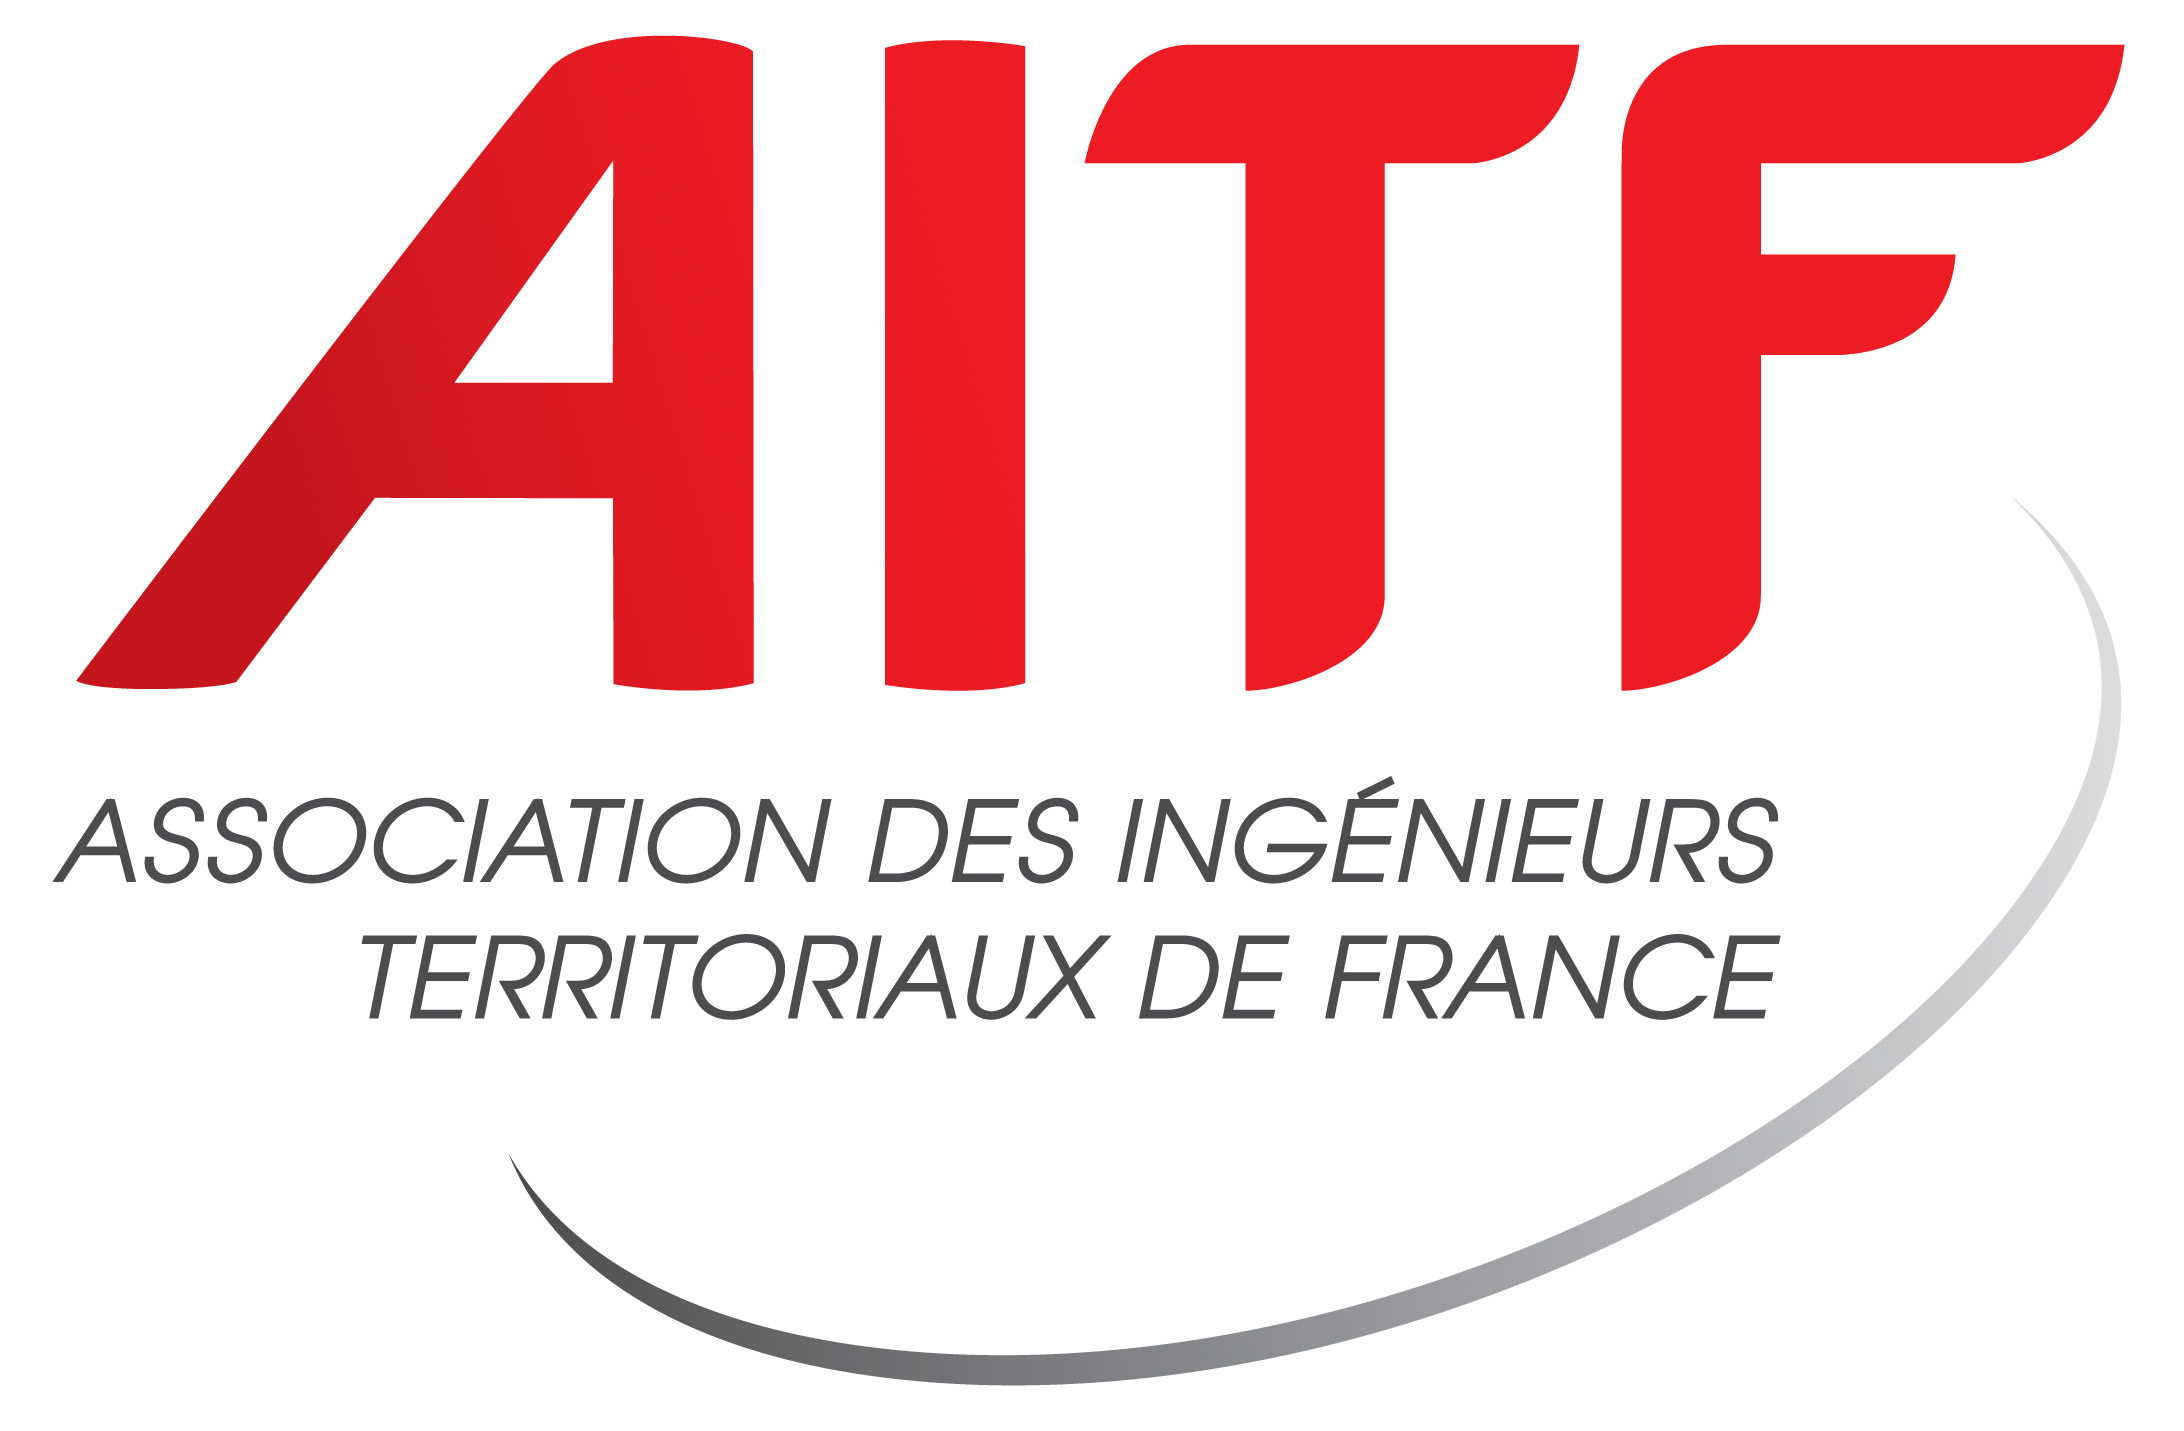 AITF
ASSOCIATION DES INGÉNIEURS
TERRITORIAUX DE FRANCE